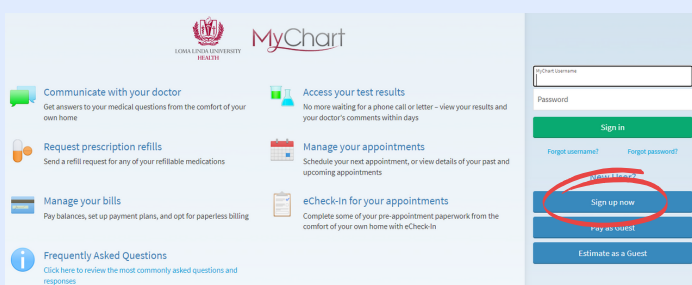 LOMA LINDA UNIVERSITY
HEALTH
MyChart
Communicate with your doctor
Get answers to your medical questions from the comfort of your
own home
Access your test results
No more waiting for a phone call or letter – view your results and
your doctor's comments within days
Request prescription refills
Send a refill request for any of your refillable medications
Manage your appointments
Schedule your next appointment, or view details of your past and
upcoming appointments
Manage your bills
Pay balances, set up payment plans, and opt for paperless billing
eCheck-In for your appointments
Complete some of your pre-appointment paperwork from the
comfort of your own home with eCheck-In
Frequently Asked Questions
Click here to review the most commonly asked questions and
responses
MyChart Username
Password
Sign in
Forgot username?
Forgot password?
New User?
Sign up now
Pay as Guest
Estimate as a Guest